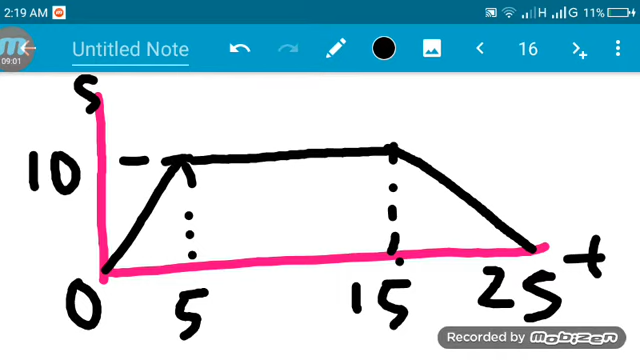 2:19 AM H G 11%
09:01 Untitled Note 16
S
10
0 5 15 25 t
Recorded by mobizen